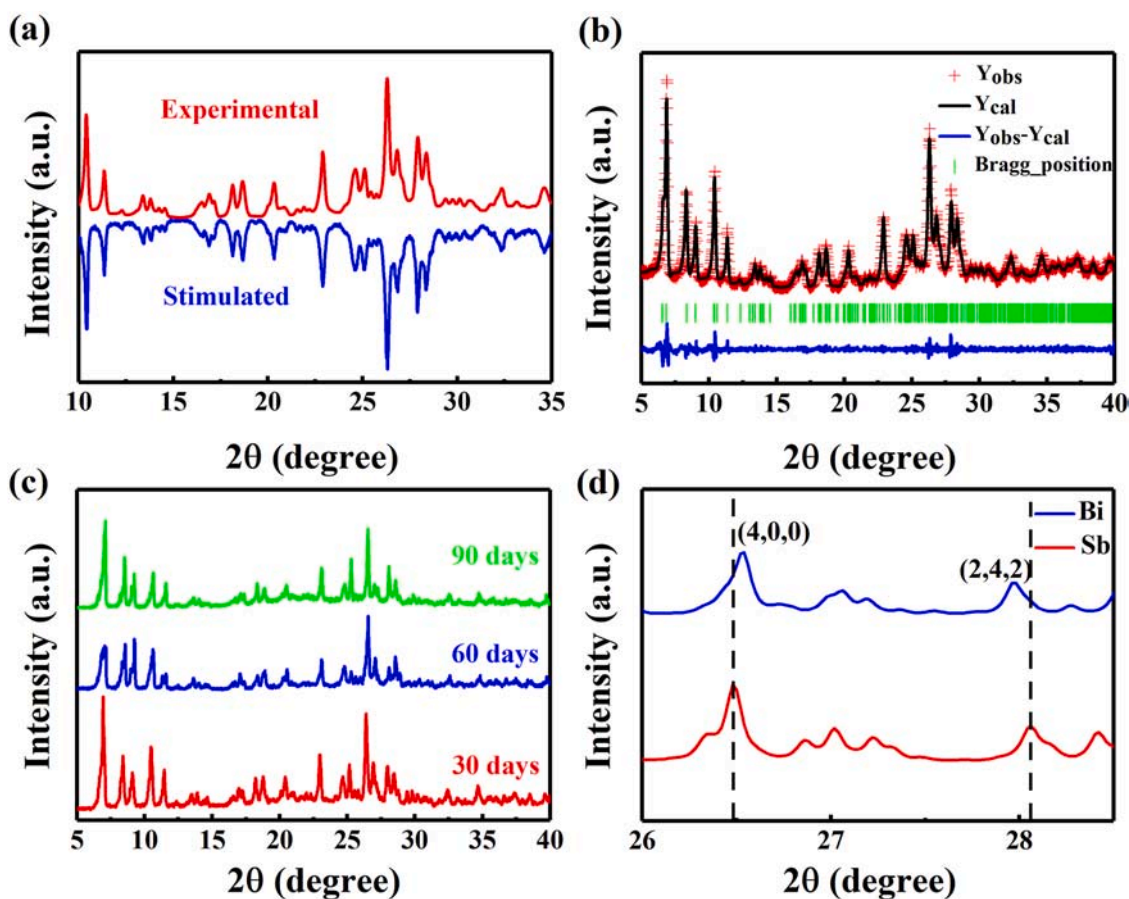 (a)
Intensity (a.u.)
Experimental
Stimulated
10 15 20 25 30 35
2θ (degree)
(b)
Intensity (a.u.)
Yobs
Ycal
Yobs-Ycal
Bragg_position
5 10 15 20 25 30 35 40
2θ (degree)
(c)
Intensity (a.u.)
90 days
60 days
30 days
5 10 15 20 25 30 35 40
2θ (degree)
(d)
Intensity (a.u.)
Bi
Sb
(4,0,0)
(2,4,2)
26 27 28
2θ (degree)